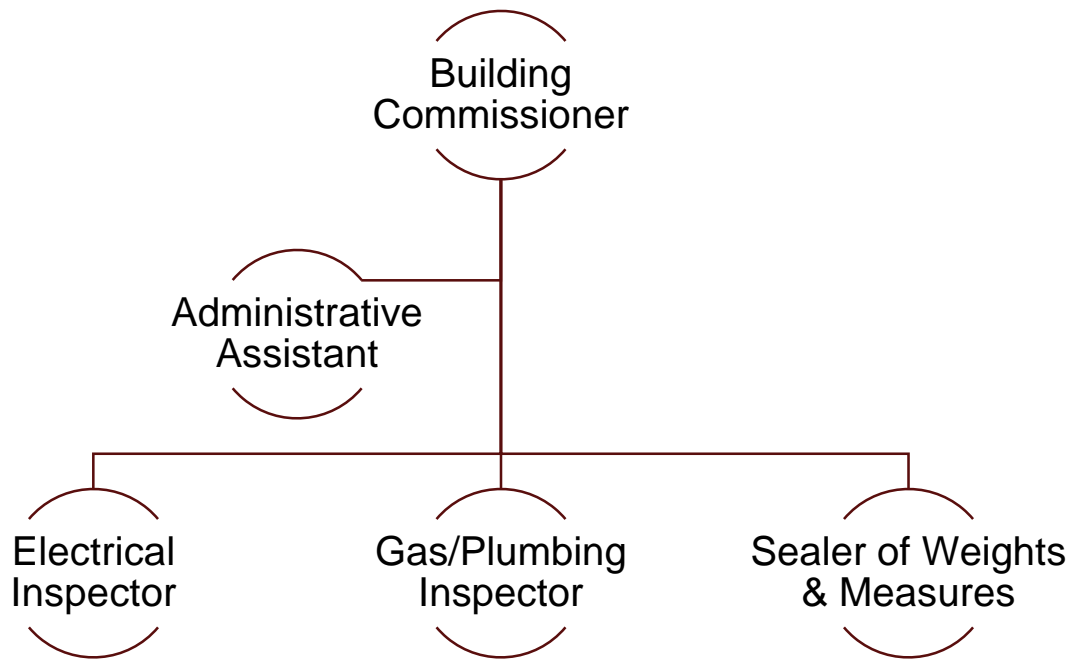 Building
Commissioner
Administrative
Assistant
Electrical
Inspector
Gas/Plumbing
Inspector
Sealer of Weights
& Measures